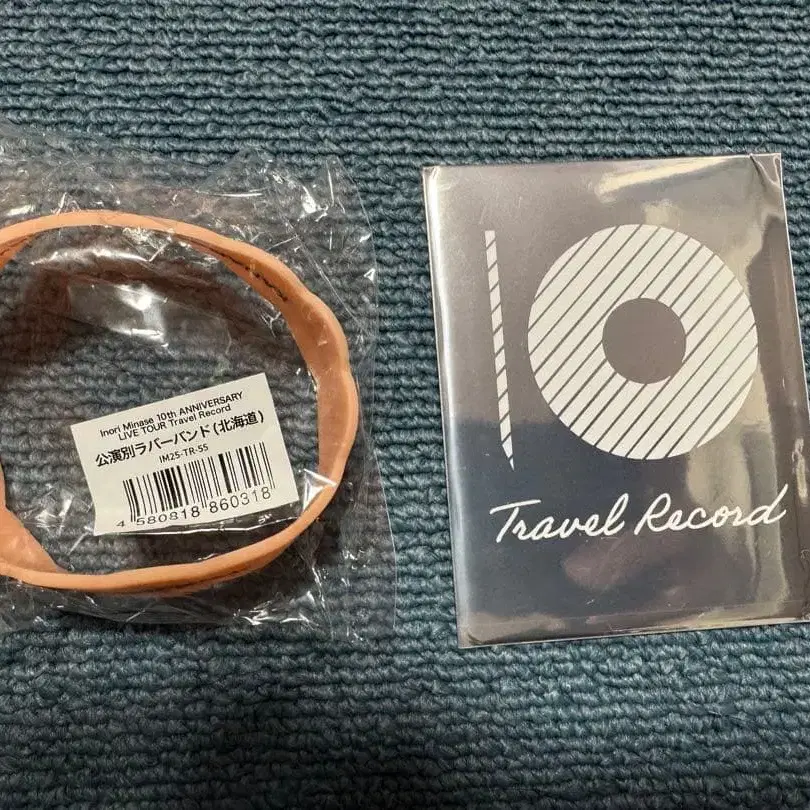 Inori Minase 10th ANNIVERSARY
LIVE TOUR Travel Record
公演別ラバーバンド(北海道)
IM25-TR-55
4 580818 860318
10
Travel Record